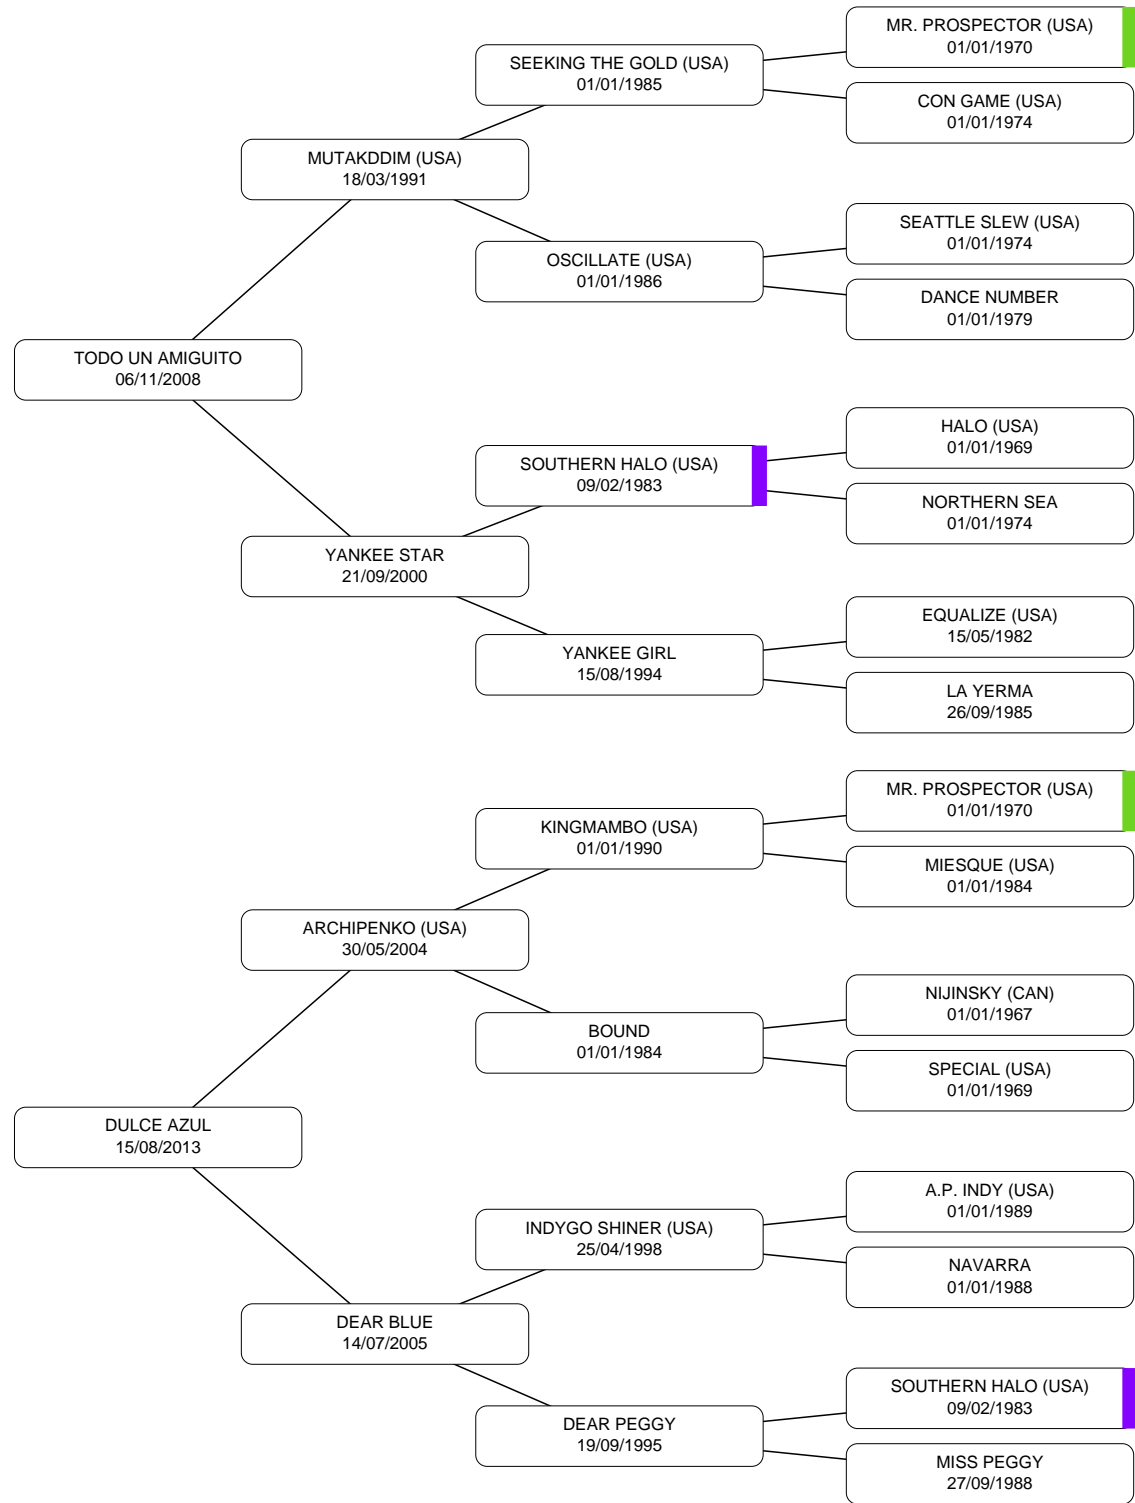 MR. PROSPECTOR (USA)
01/01/1970
SEEKING THE GOLD (USA)
01/01/1985
CON GAME (USA)
01/01/1974
MUTAKDDIM (USA)
18/03/1991
SEATTLE SLEW (USA)
01/01/1974
OSCILLATE (USA)
01/01/1986
DANCE NUMBER
01/01/1979
TODO UN AMIGUITO
06/11/2008
HALO (USA)
01/01/1969
SOUTHERN HALO (USA)
09/02/1983
NORTHERN SEA
01/01/1974
YANKEE STAR
21/09/2000
EQUALIZE (USA)
15/05/1982
YANKEE GIRL
15/08/1994
LA YERMA
26/09/1985
MR. PROSPECTOR (USA)
01/01/1970
KINGMAMBO (USA)
01/01/1990
MIESQUE (USA)
01/01/1984
ARCHIPENKO (USA)
30/05/2004
NIJINSKY (CAN)
01/01/1967
BOUND
01/01/1984
SPECIAL (USA)
01/01/1969
DULCE AZUL
15/08/2013
A.P. INDY (USA)
01/01/1989
INDYGO SHINER (USA)
25/04/1998
NAVARRA
01/01/1988
DEAR BLUE
14/07/2005
SOUTHERN HALO (USA)
09/02/1983
DEAR PEGGY
19/09/1995
MISS PEGGY
27/09/1988